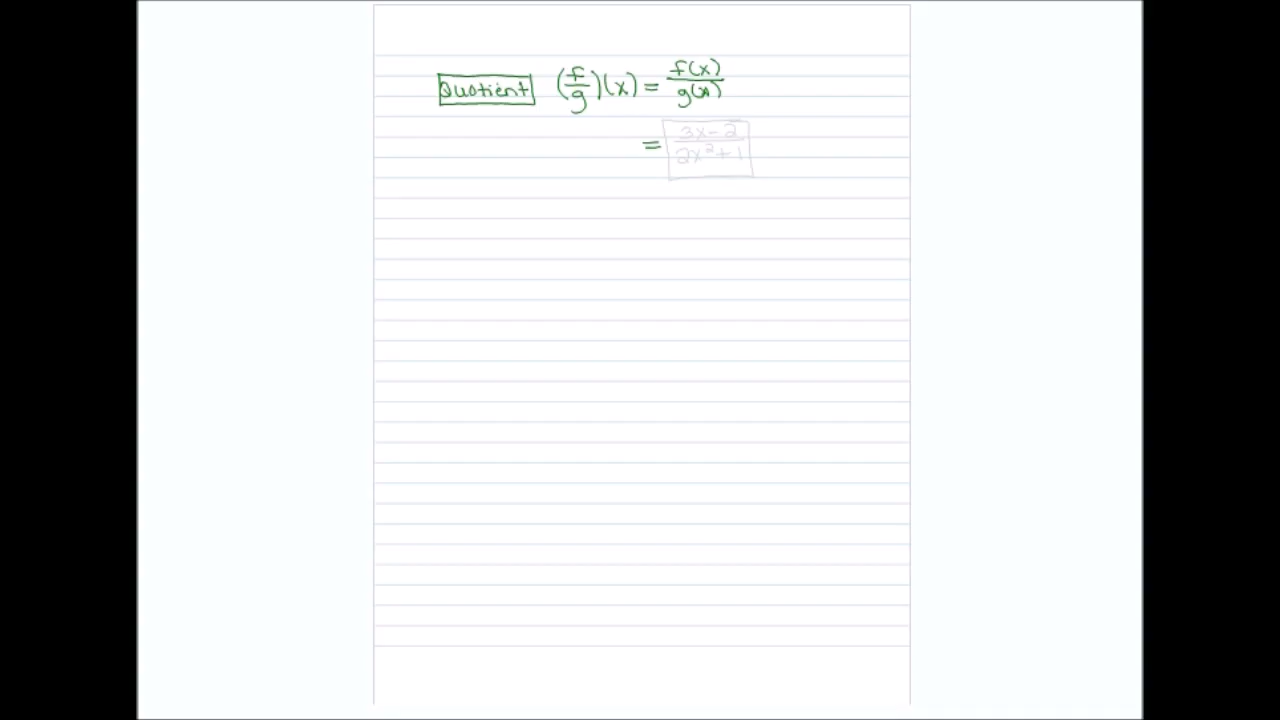 Quotient (f/g)(x) = f(x)/g(x)
= 3x-2/2x²+1